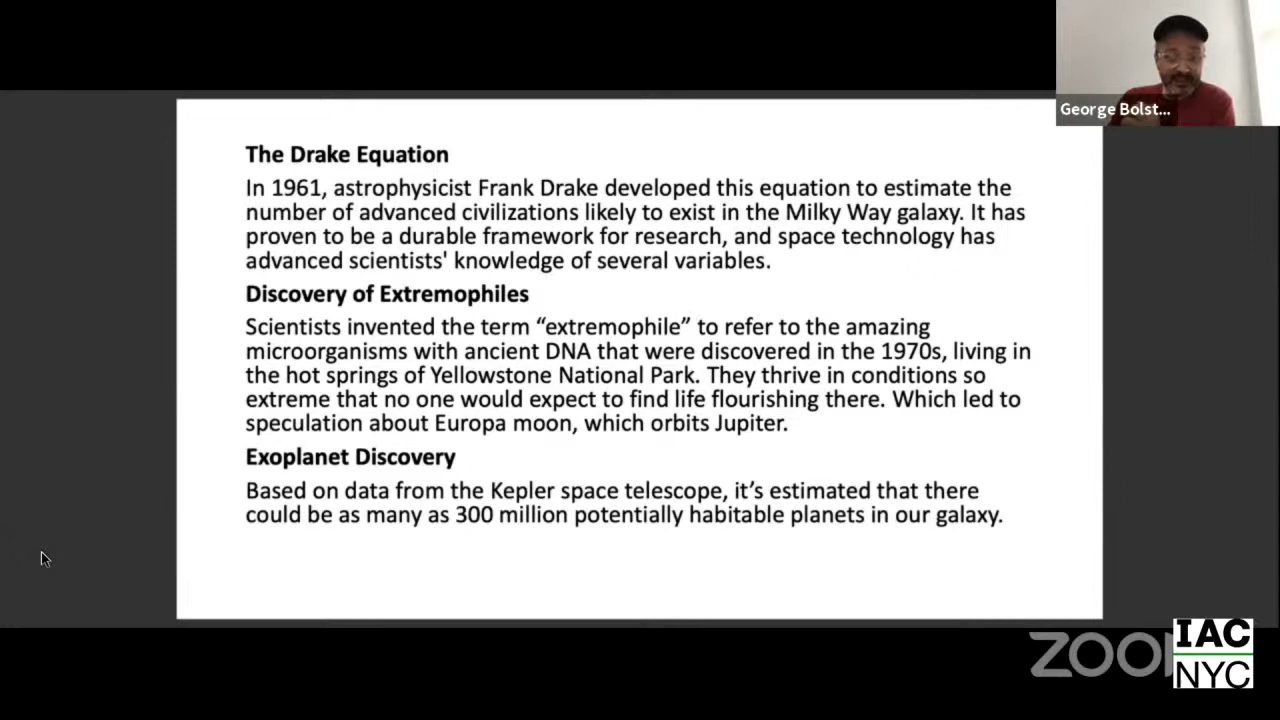 George Bolst...
The Drake Equation
In 1961, astrophysicist Frank Drake developed this equation to estimate the
number of advanced civilizations likely to exist in the Milky Way galaxy. It has
proven to be a durable framework for research, and space technology has
advanced scientists' knowledge of several variables.
Discovery of Extremophiles
Scientists invented the term “extremophile” to refer to the amazing
microorganisms with ancient DNA that were discovered in the 1970s, living in
the hot springs of Yellowstone National Park. They thrive in conditions so
extreme that no one would expect to find life flourishing there. Which led to
speculation about Europa moon, which orbits Jupiter.
Exoplanet Discovery
Based on data from the Kepler space telescope, it’s estimated that there
could be as many as 300 million potentially habitable planets in our galaxy.
ZOO
IAC
NYC